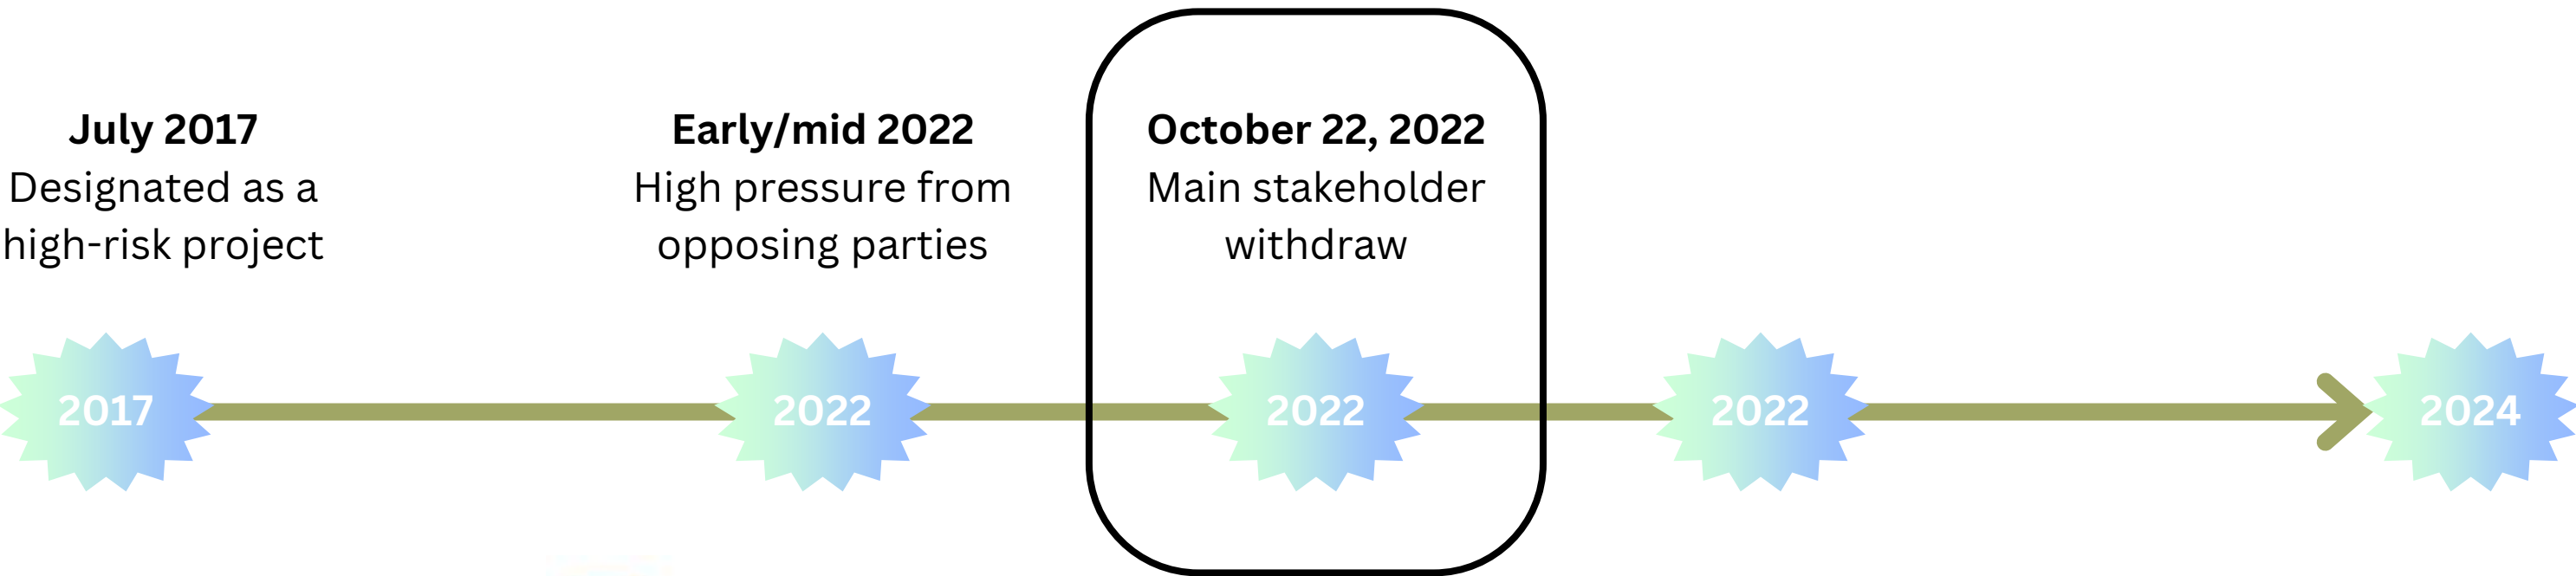 July 2017
Designated as a
high-risk project
Early/mid 2022
High pressure from
opposing parties
October 22, 2022
Main stakeholder
withdraw
2017
2022
2022
2022
2024